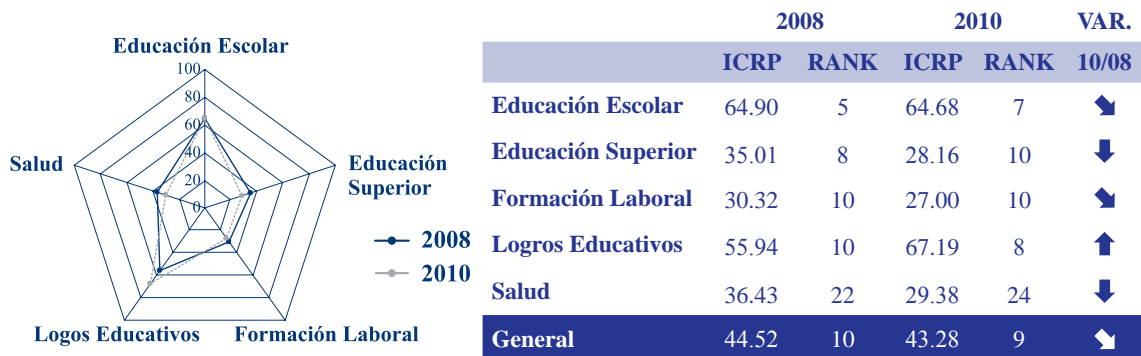 Educación Escolar
100
80
60
40
20
0
Salud
Educación
Superior
2008
2010
Logos Educativos
Formación Laboral
2008 2010 VAR.
ICRP RANK ICRP RANK 10/08
Educación Escolar 64.90 5 64.68 7
Educación Superior 35.01 8 28.16 10
Formación Laboral 30.32 10 27.00 10
Logros Educativos 55.94 10 67.19 8
Salud 36.43 22 29.38 24
General 44.52 10 43.28 9